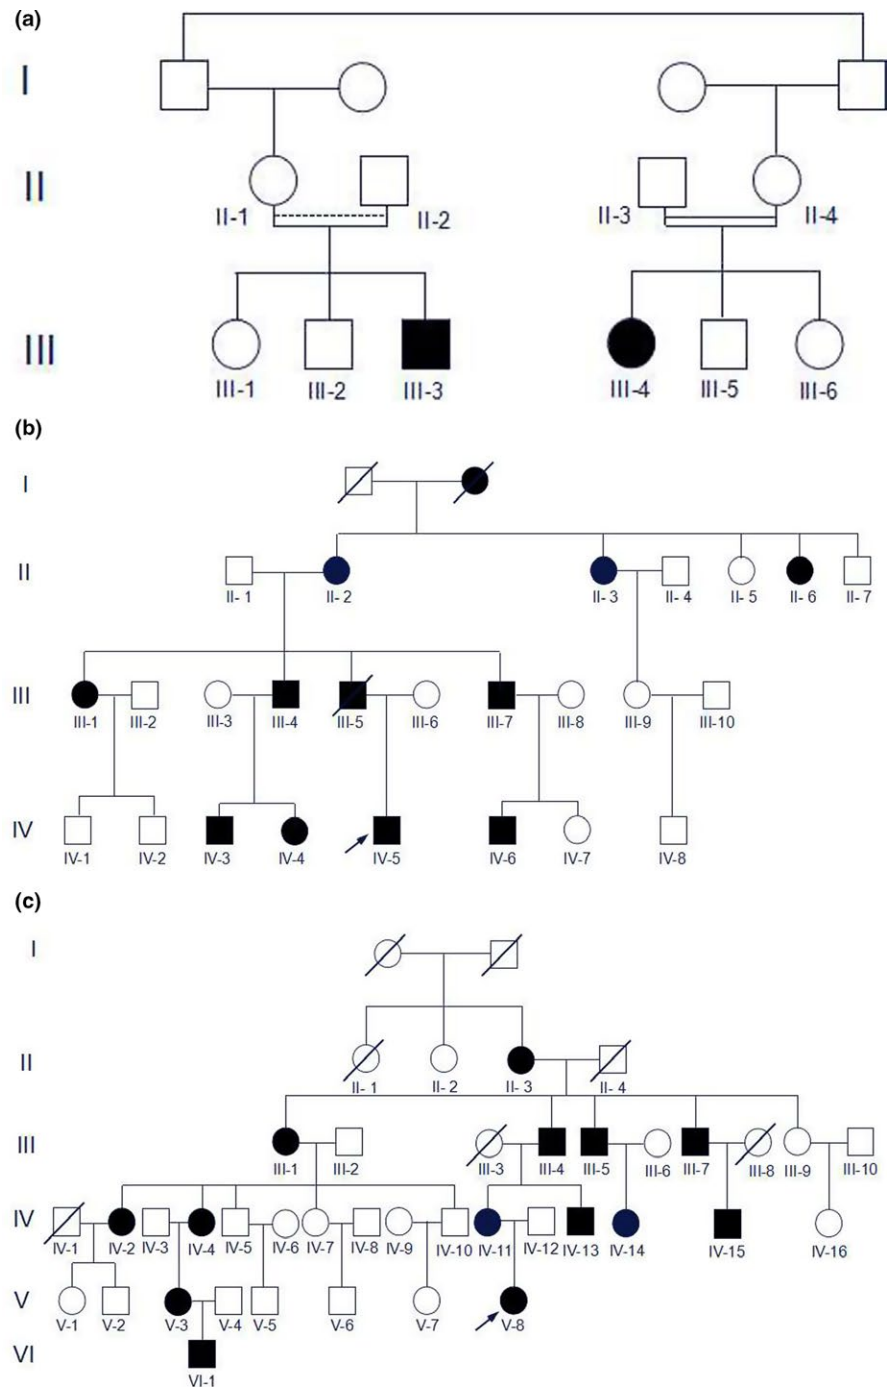 (a)
I
II
II-1 II-2 II-3 II-4
III
III-1 III-2 III-3 III-4 III-5 III-6
(b)
I
II
II- 1 II- 2 II- 3 II- 4 II- 5 II- 6 II- 7
III
III-1 III-2 III-3 III-4 III-5 III-6 III-7 III-8 III-9 III-10
IV
IV-1 IV-2 IV-3 IV-4 IV-5 IV-6 IV-7 IV-8
(c)
I
II
II- 1 II- 2 II- 3 II- 4
III
III-1 III-2 III-3 III-4 III-5 III-6 III-7 III-8 III-9 III-10
IV
IV-1 IV-2 IV-3 IV-4 IV-5 IV-6 IV-7 IV-8 IV-9 IV-10 IV-11 IV-12 IV-13 IV-14 IV-15 IV-16
V
V-1 V-2 V-3 V-4 V-5 V-6 V-7 V-8
VI
VI-1